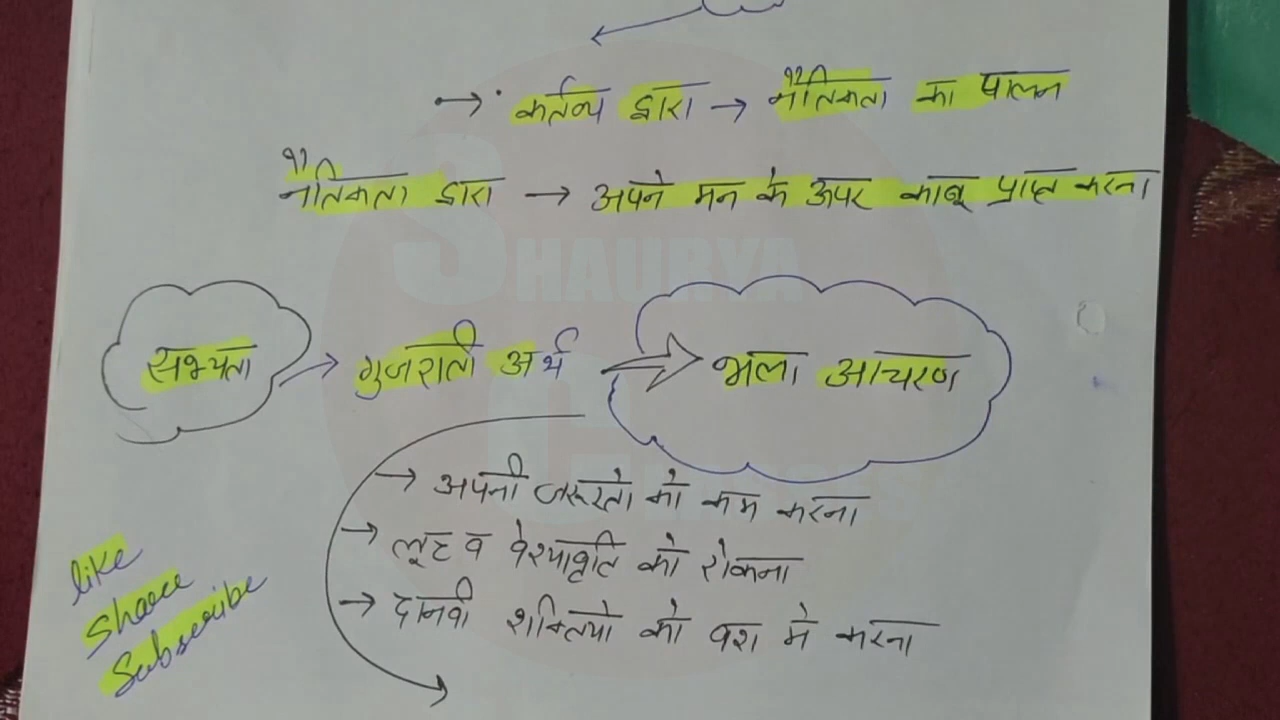 → कर्तव्य द्वारा → नैतिकता का पालन
नैतिकता द्वारा → अपने मन के ऊपर काबू प्राप्त करना
SHAURYA
सभ्यता → गुजराती अर्थ → भला आचरण
→ अपनी जरूरतो को कम करना
→ लूट व वेश्यावृति को रोकना
→ दानवी शक्तियो को वश मे करना
like
Share
Subscribe